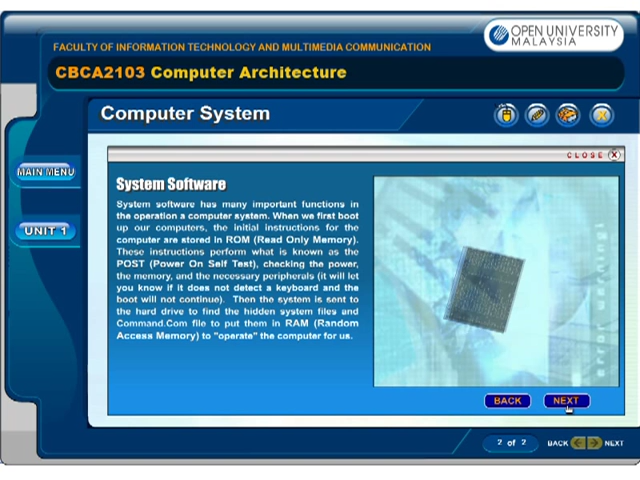 OPEN UNIVERSITY
MALAYSIA
FACULTY OF INFORMATION TECHNOLOGY AND MULTIMEDIA COMMUNICATION
CBCA2103 Computer Architecture
Computer System
CLOSE X
MAIN MENU
UNIT 1
System Software
System software has many important functions in
the operation a computer system. When we first boot
up our computers, the initial instructions for the
computer are stored in ROM (Read Only Memory).
These instructions perform what is known as the
POST (Power On Self Test), checking the power,
the memory, and the necessary peripherals (it will let
you know if it does not detect a keyboard and the
boot will not continue). Then the system is sent to
the hard drive to find the hidden system files and
Command.Com file to put them in RAM (Random
Access Memory) to "operate" the computer for us.
error warning!
BACK NEXT
2 of 2 BACK NEXT